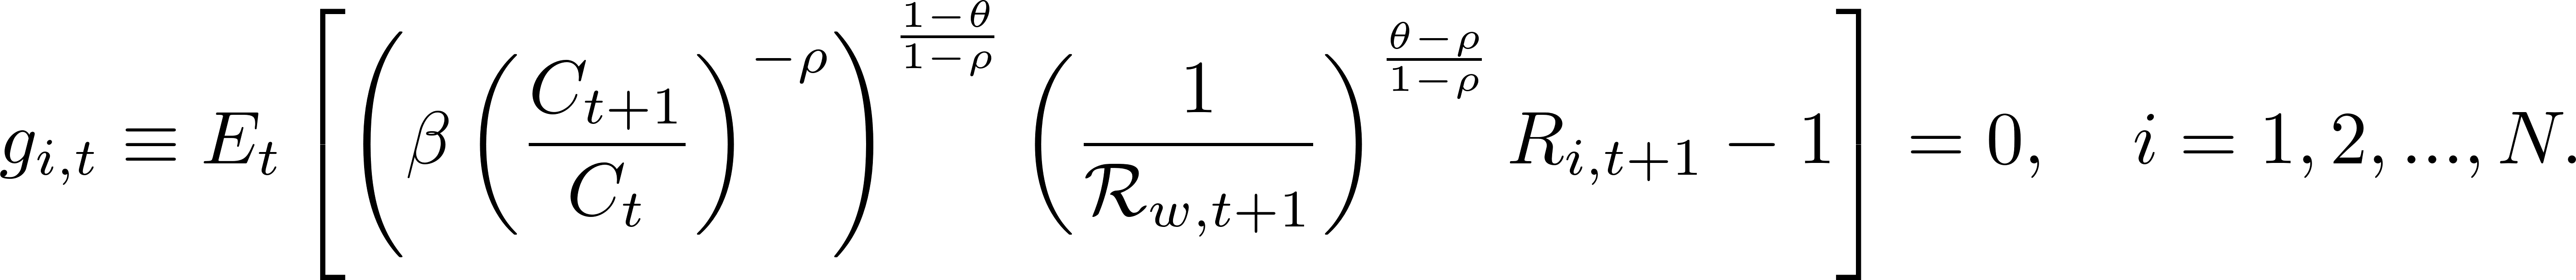 g_{i,t} \equiv E_t \left[ \left( \beta \left( \frac{C_{t+1}}{C_t} \right)^{-\rho} \right)^{\frac{1-\theta}{1-\rho}} \left( \frac{1}{\mathcal{R}_{w,t+1}} \right)^{\frac{\theta-\rho}{1-\rho}} R_{i,t+1} - 1 \right] = 0, \quad i = 1, 2, ..., N.